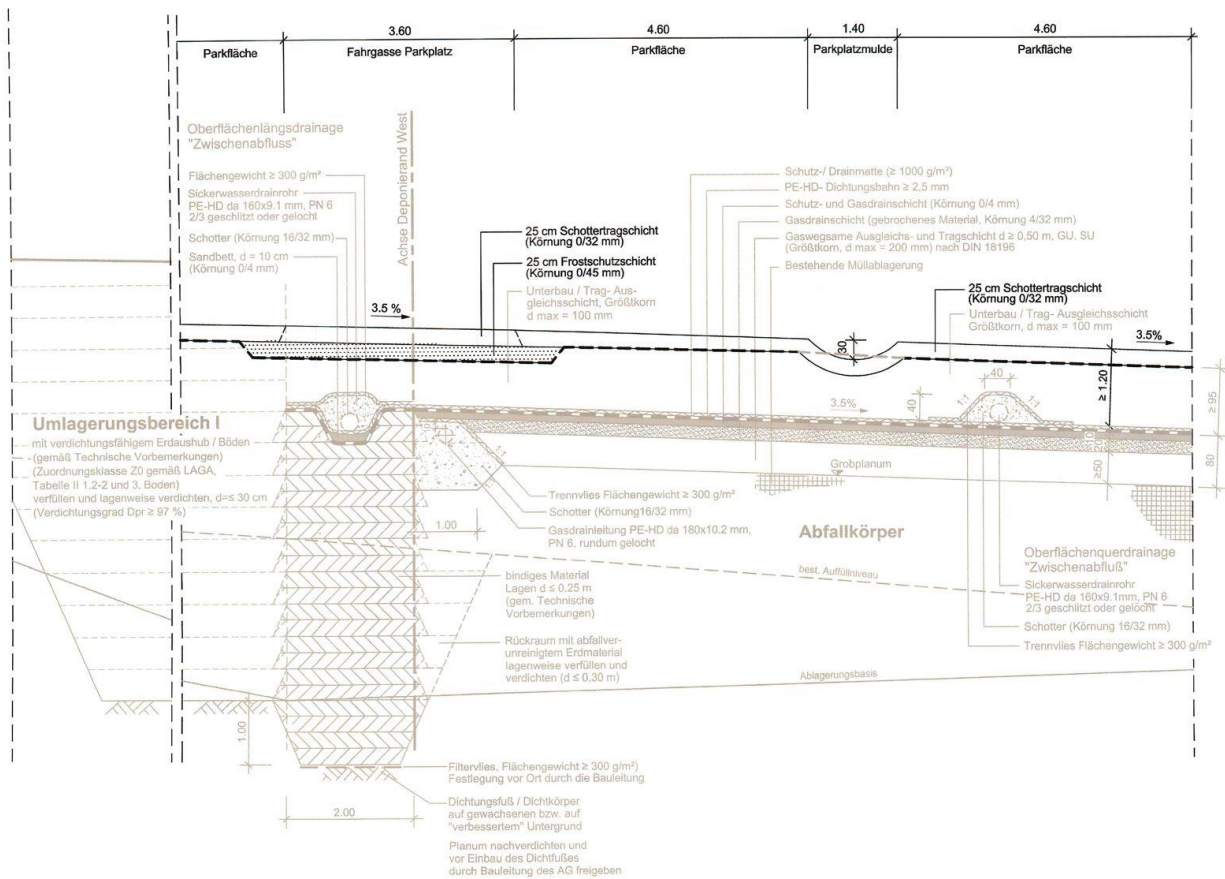 3.60
4.60
1.40
4.60
Parkfläche
Fahrgasse Parkplatz
Parkfläche
Parkplatzmulde
Parkfläche
Oberflächenlängsdrainage
"Zwischenabfluss"
Flächengewicht ≥ 300 g/m²
Sickerwasserdrainrohr
PE-HD da 160x9.1 mm, PN 6
2/3 geschlitzt oder gelocht
Schotter (Körnung 16/32 mm)
Sandbett, d = 10 cm
(Körnung 0/4 mm)
Achse Deponierand West
25 cm Schottertragschicht
(Körnung 0/32 mm)
25 cm Frostschutzschicht
(Körnung 0/45 mm)
Unterbau / Trag- Aus-
gleichsschicht, Größtkorn
d max = 100 mm
Schutz-/ Drainmatte (≥ 1000 g/m²)
PE-HD- Dichtungsbahn ≥ 2,5 mm
Schutz- und Gasdrainschicht (Körnung 0/4 mm)
Gasdrainschicht (gebrochenes Material, Körnung 4/32 mm)
Gaswegsame Ausgleichs- und Tragschicht d ≥ 0,50 m, GU, SU
(Größtkorn, d max = 200 mm) nach DIN 18196
Bestehende Müllablagerung
25 cm Schottertragschicht
(Körnung 0/32 mm)
Unterbau / Trag- Ausgleichsschicht
Größtkorn, d max = 100 mm
3.5 %
30
3.5%
40
40
1:1
1:1
3.5%
≥ 1.20
≥ 95
10
20
≥50
80
Umlagerungsbereich I
mit verdichtungsfähigem Erdaushub / Böden
(gemäß Technische Vorbemerkungen)
(Zuordnungsklasse Z0 gemäß LAGA,
Tabelle II 1.2-2 und 3, Boden)
verfüllen und lagenweise verdichten, d=≤ 30 cm
(Verdichtungsgrad Dpr ≥ 97 %)
1:1
Grobplanum
Trennvlies Flächengewicht ≥ 300 g/m²
Schotter (Körnung16/32 mm)
Gasdrainleitung PE-HD da 180x10.2 mm,
PN 6, rundum gelocht
1.00
Abfallkörper
best. Auffüllniveau
Oberflächenquerdrainage
"Zwischenabfluß"
Sickerwasserdrainrohr
PE-HD da 160x9.1mm, PN 6
2/3 geschlitzt oder gelocht
Schotter (Körnung 16/32 mm)
Trennvlies Flächengewicht ≥ 300 g/m²
bindiges Material
Lagen d ≤ 0.25 m
(gem. Technische
Vorbemerkungen)
Rückraum mit abfallver-
unreinigtem Erdmaterial
lagenweise verfüllen und
verdichten (d ≤ 0,30 m)
Ablagerungsbasis
1.00
Filtervlies, Flächengewicht ≥ 300 g/m²)
Festlegung vor Ort durch die Bauleitung
2.00
Dichtungsfuß / Dichtkörper
auf gewachsenen bzw. auf
"verbessertem" Untergrund
Planum nachverdichten und
vor Einbau des Dichtfußes
durch Bauleitung des AG freigeben